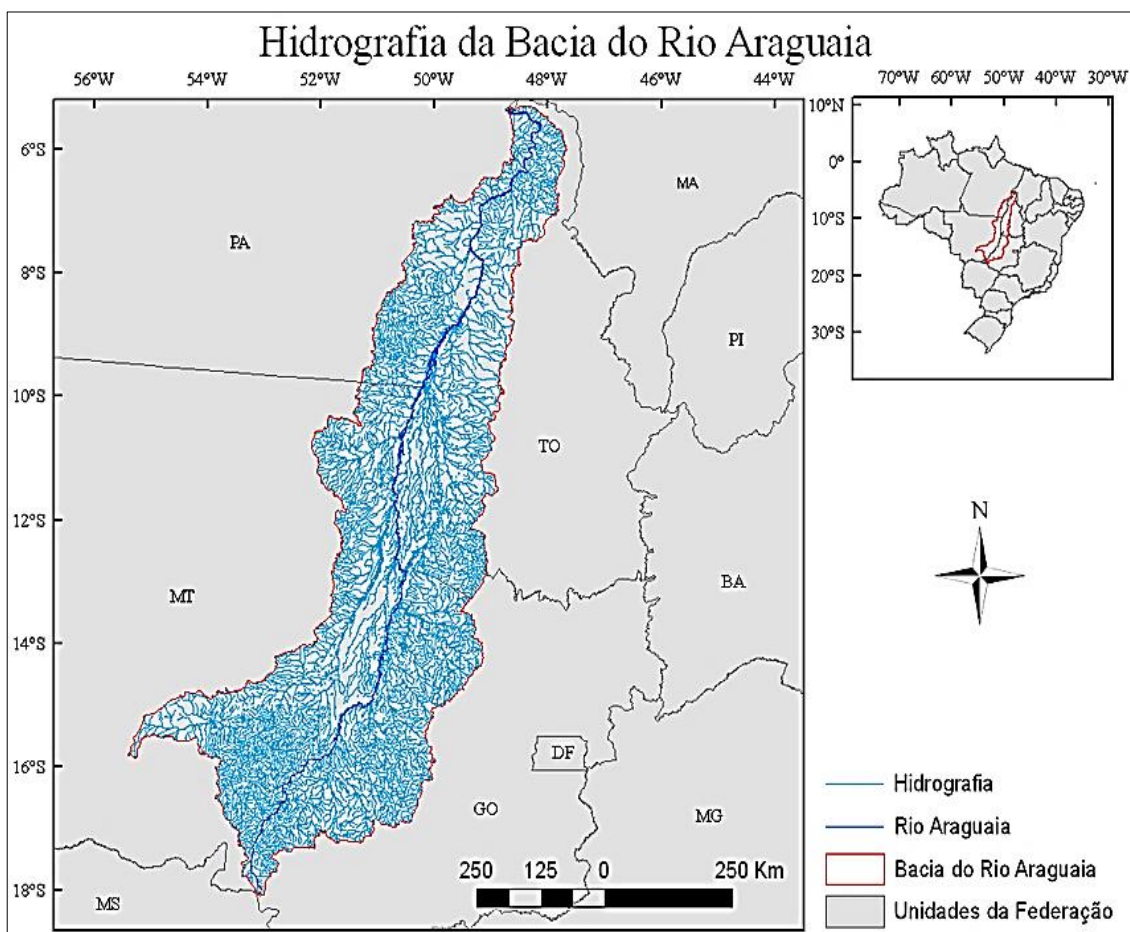 Hidrografia da Bacia do Rio Araguaia
56°W 54°W 52°W 50°W 48°W 46°W 44°W
70°W 60°W 50°W 40°W 30°W
10°N
0°
10°S
20°S
30°S
6°S
8°S
10°S
12°S
14°S
16°S
18°S
MA
PA
PI
TO
BA
MT
DF
GO
MG
MS
N
250 125 0 250 Km
Hidrografia
Rio Araguaia
Bacia do Rio Araguaia
Unidades da Federação